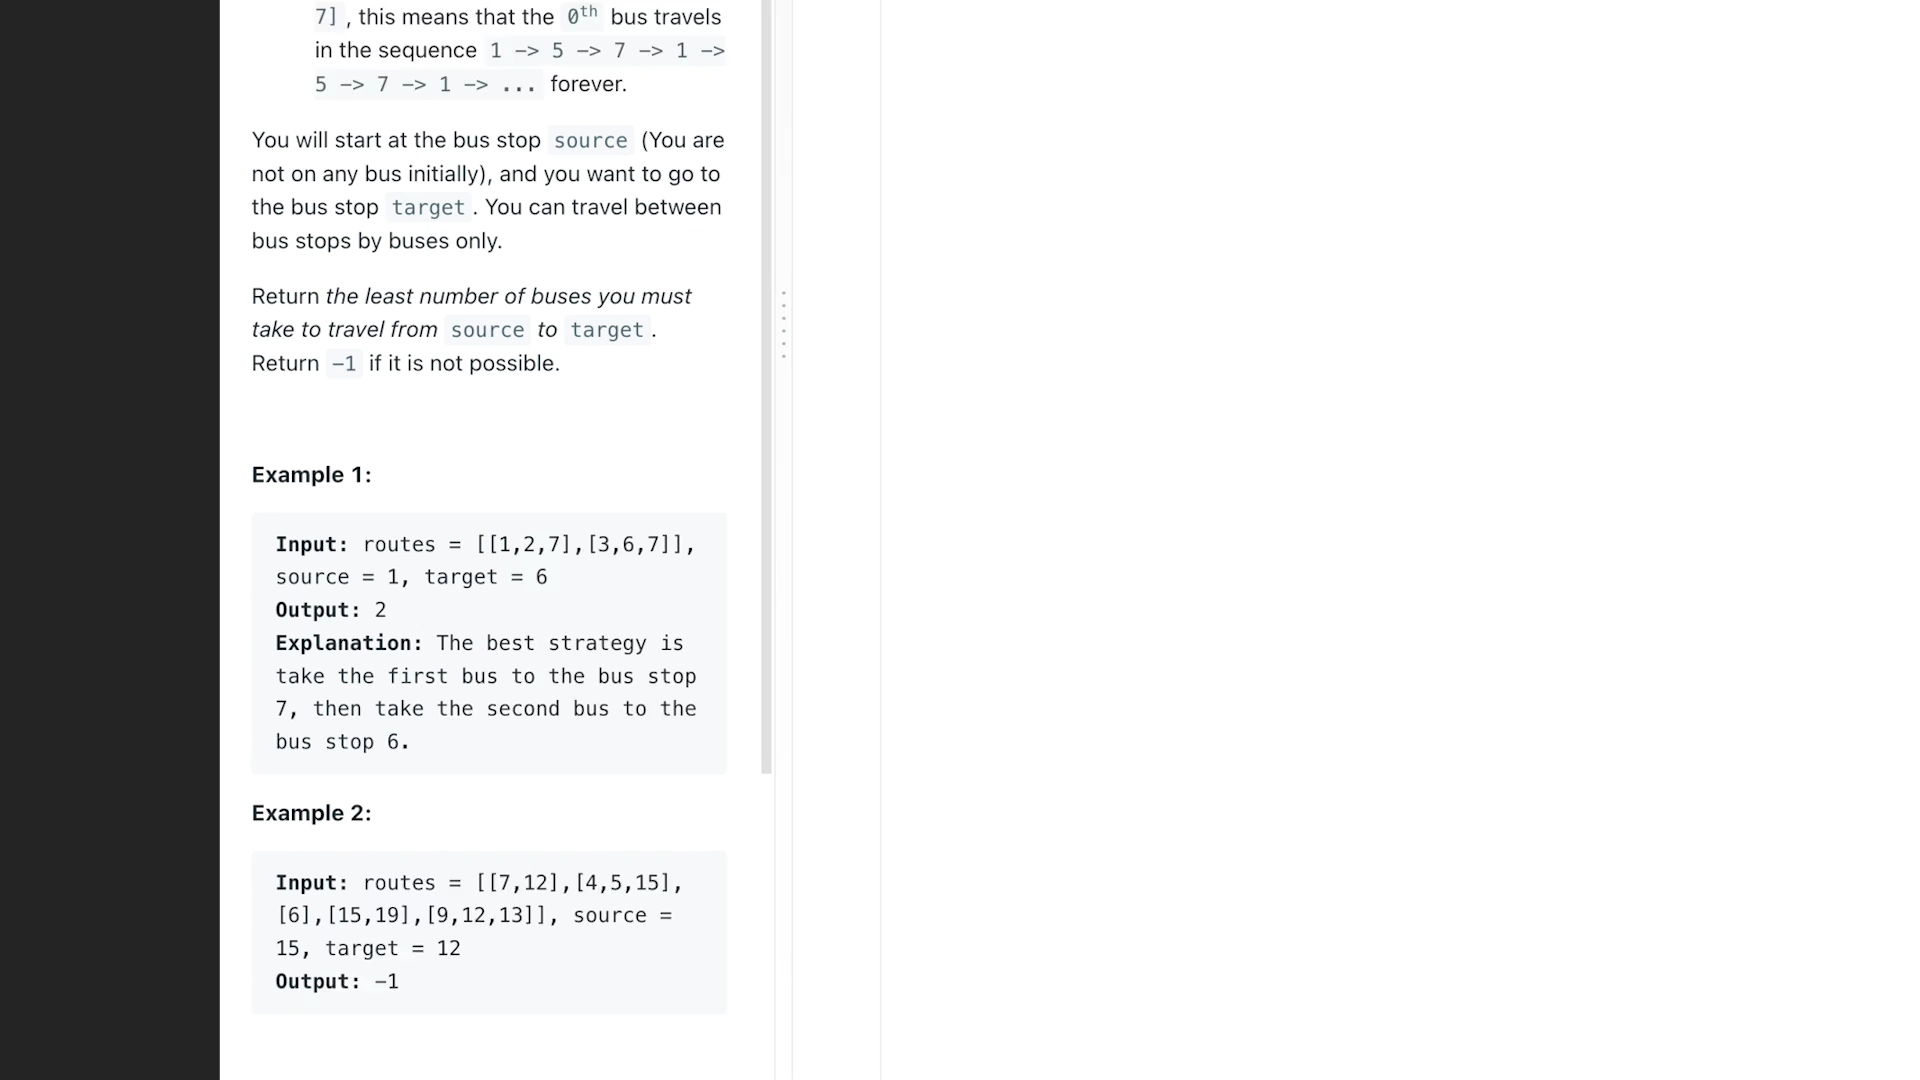 7] , this means that the 0th bus travels
in the sequence 1 -> 5 -> 7 -> 1 ->
5 -> 7 -> 1 -> ... forever.
You will start at the bus stop source (You are
not on any bus initially), and you want to go to
the bus stop target . You can travel between
bus stops by buses only.
Return the least number of buses you must
take to travel from source to target .
Return -1 if it is not possible.
Example 1:
Input: routes = [[1,2,7],[3,6,7]],
source = 1, target = 6
Output: 2
Explanation: The best strategy is
take the first bus to the bus stop
7, then take the second bus to the
bus stop 6.
Example 2:
Input: routes = [[7,12],[4,5,15],
[6],[15,19],[9,12,13]], source =
15, target = 12
Output: -1